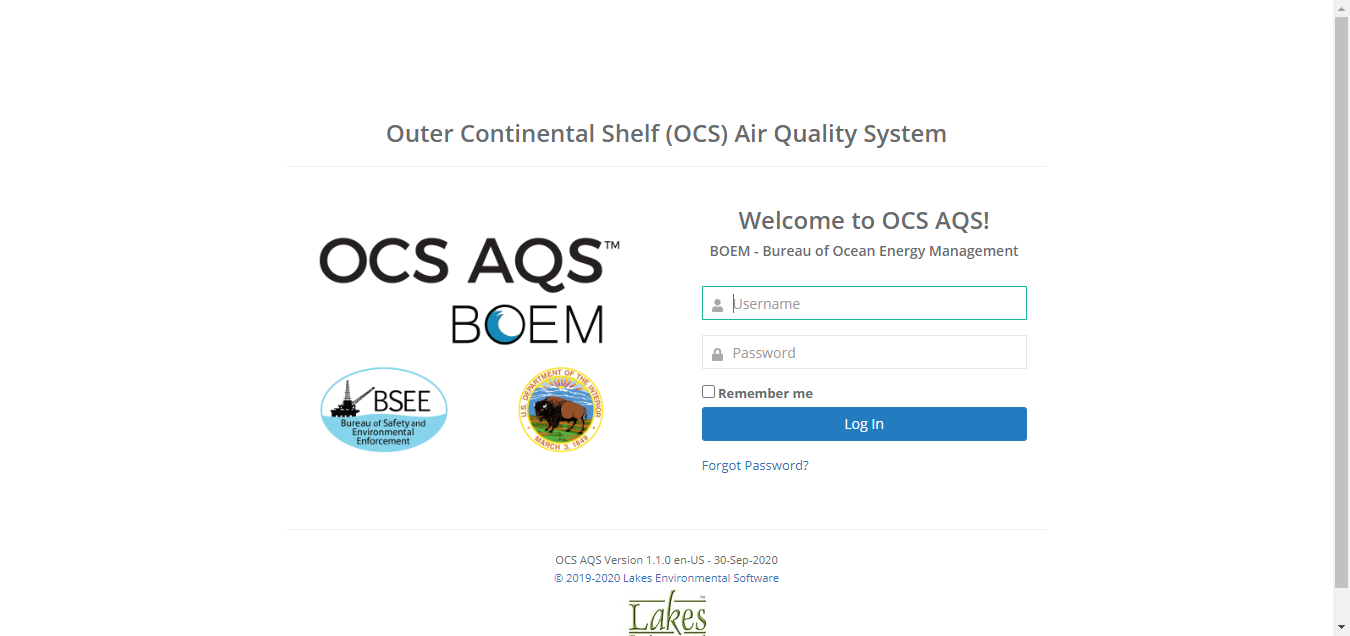 Outer Continental Shelf (OCS) Air Quality System
OCS AQS™
BOEM
BSEE
Bureau of Safety and
Environmental
Enforcement
U.S. DEPARTMENT OF THE INTERIOR
MARCH 3, 1849
Welcome to OCS AQS!
BOEM - Bureau of Ocean Energy Management
Username
Password
Remember me
Log In
Forgot Password?
OCS AQS Version 1.1.0 en-US - 30-Sep-2020
© 2019-2020 Lakes Environmental Software
Lakes™